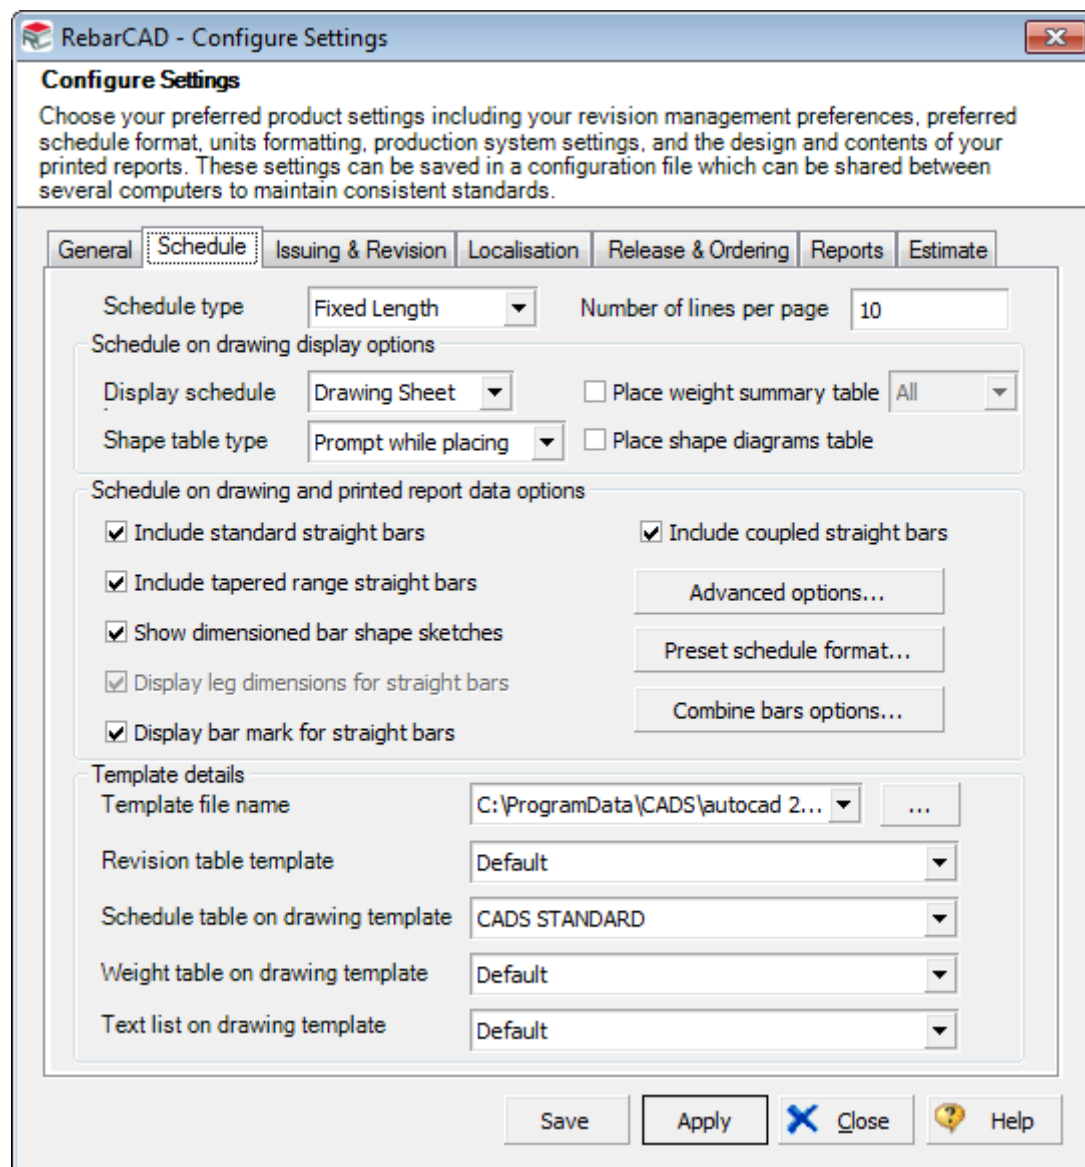 RebarCAD - Configure Settings
Configure Settings
Choose your preferred product settings including your revision management preferences, preferred
schedule format, units formatting, production system settings, and the design and contents of your
printed reports. These settings can be saved in a configuration file which can be shared between
several computers to maintain consistent standards.
General Schedule Issuing & Revision Localisation Release & Ordering Reports Estimate
Schedule type Fixed Length Number of lines per page 10
Schedule on drawing display options
Display schedule Drawing Sheet Place weight summary table All
Shape table type Prompt while placing Place shape diagrams table
Schedule on drawing and printed report data options
Include standard straight bars Include coupled straight bars
Include tapered range straight bars Advanced options...
Show dimensioned bar shape sketches Preset schedule format...
Display leg dimensions for straight bars Combine bars options...
Display bar mark for straight bars
Template details
Template file name C:\ProgramData\CADS\autocad 2... ...
Revision table template Default
Schedule table on drawing template CADS STANDARD
Weight table on drawing template Default
Text list on drawing template Default
Save Apply Close Help